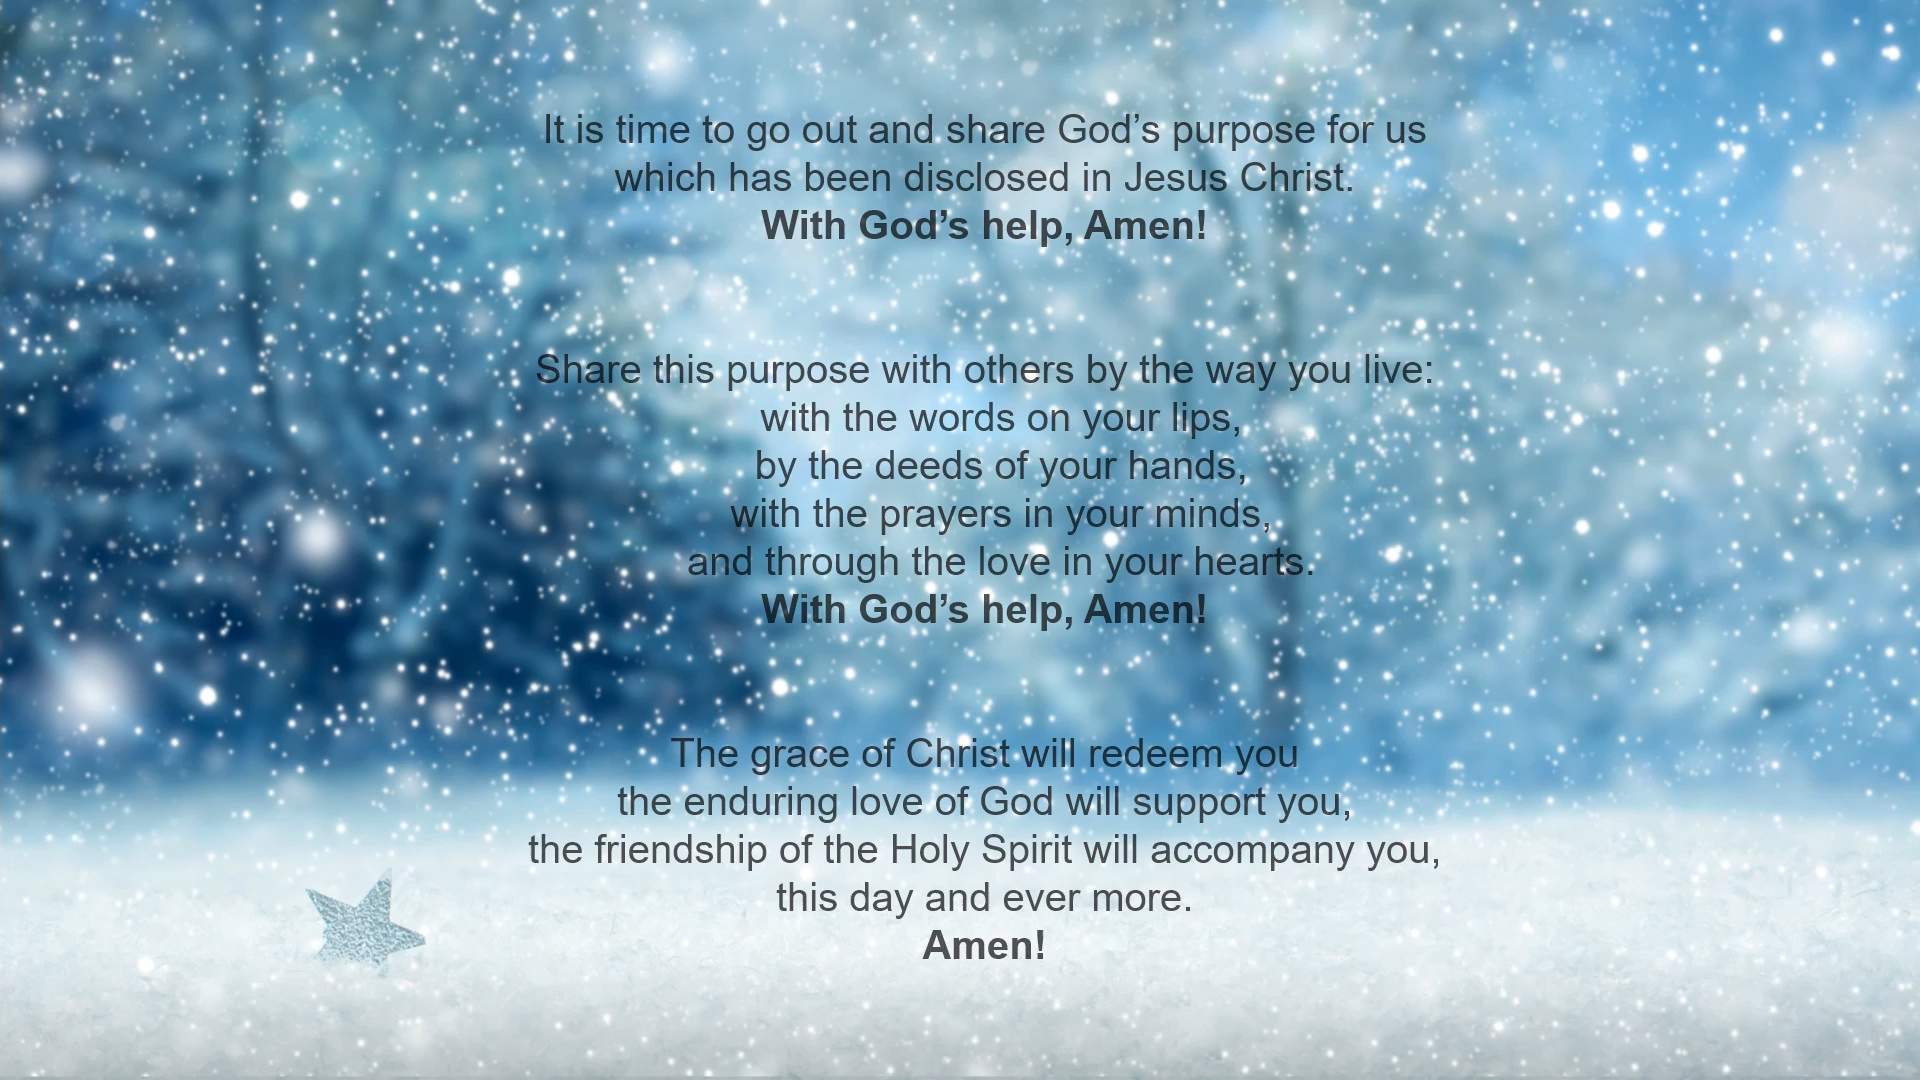 It is time to go out and share God’s purpose for us
which has been disclosed in Jesus Christ.
With God’s help, Amen!
Share this purpose with others by the way you live:
with the words on your lips,
by the deeds of your hands,
with the prayers in your minds,
and through the love in your hearts.
With God’s help, Amen!
The grace of Christ will redeem you
the enduring love of God will support you,
the friendship of the Holy Spirit will accompany you,
this day and ever more.
Amen!